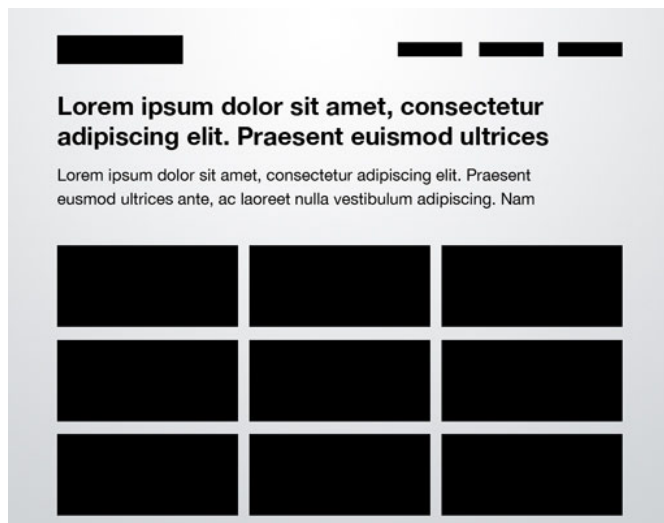 Lorem ipsum dolor sit amet, consectetur
adipiscing elit. Praesent euismod ultrices
Lorem ipsum dolor sit amet, consectetur adipiscing elit. Praesent
eusmod ultrices ante, ac laoreet nulla vestibulum adipiscing. Nam